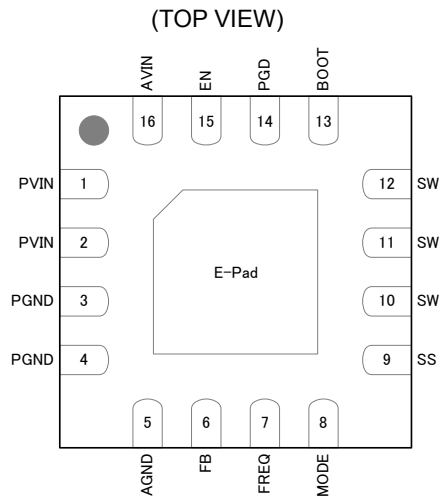 (TOP VIEW)
AVIN EN PGD BOOT
16 15 14 13
PVIN 1 12 SW
PVIN 2 11 SW
E-Pad
PGND 3 10 SW
PGND 4 9 SS
5 6 7 8
AGND FB FREQ MODE